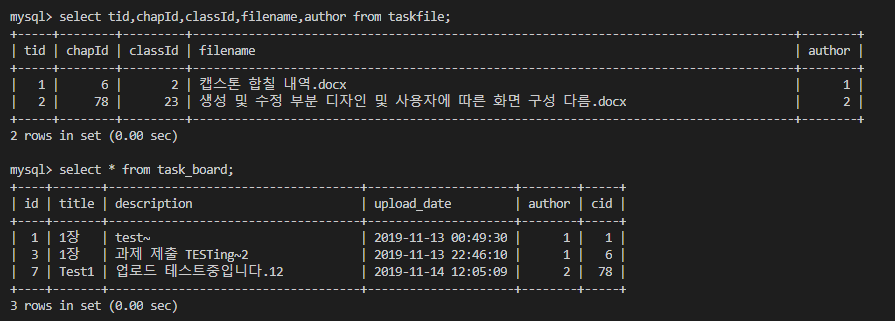 mysql> select tid,chapId,classId,filename,author from taskfile;
| tid | chapId | classId | filename | author |
| 1 | 6 | 2 | 캡스톤 합칠 내역.docx | 1 |
| 2 | 78 | 23 | 생성 및 수정 부분 디자인 및 사용자에 따른 화면 구성 다름.docx | 2 |
2 rows in set (0.00 sec)
mysql> select * from task_board;
| id | title | description | upload_date | author | cid |
| 1 | 1장 | test~ | 2019-11-13 00:49:30 | 1 | 1 |
| 3 | 1장 | 과제 제출 TESTing~2 | 2019-11-13 22:46:10 | 1 | 6 |
| 7 | Test1 | 업로드 테스트중입니다.12 | 2019-11-14 12:05:09 | 2 | 78 |
3 rows in set (0.00 sec)